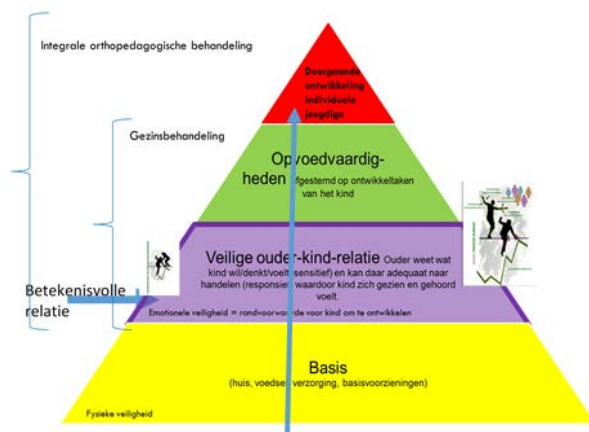 Integrale orthopedagogische behandeling
Doorgaande
ontwikkeling
individuele
jeugdige
Gezinsbehandeling
Opvoedvaardig-
heden afgestemd op ontwikkeltaken
van het kind
Veilige ouder-kind-relatie Ouder weet wat
kind wil/denkt/voelt (sensitief) en kan daar adequaat naar
handelen (responsief) waardoor kind zich gezien en gehoord
voelt.
Betekenisvolle
relatie
Emotionele veiligheid = randvoorwaarde voor kind om te ontwikkelen
Basis
(huis, voedsel, verzorging, basisvoorzieningen)
Fysieke veiligheid